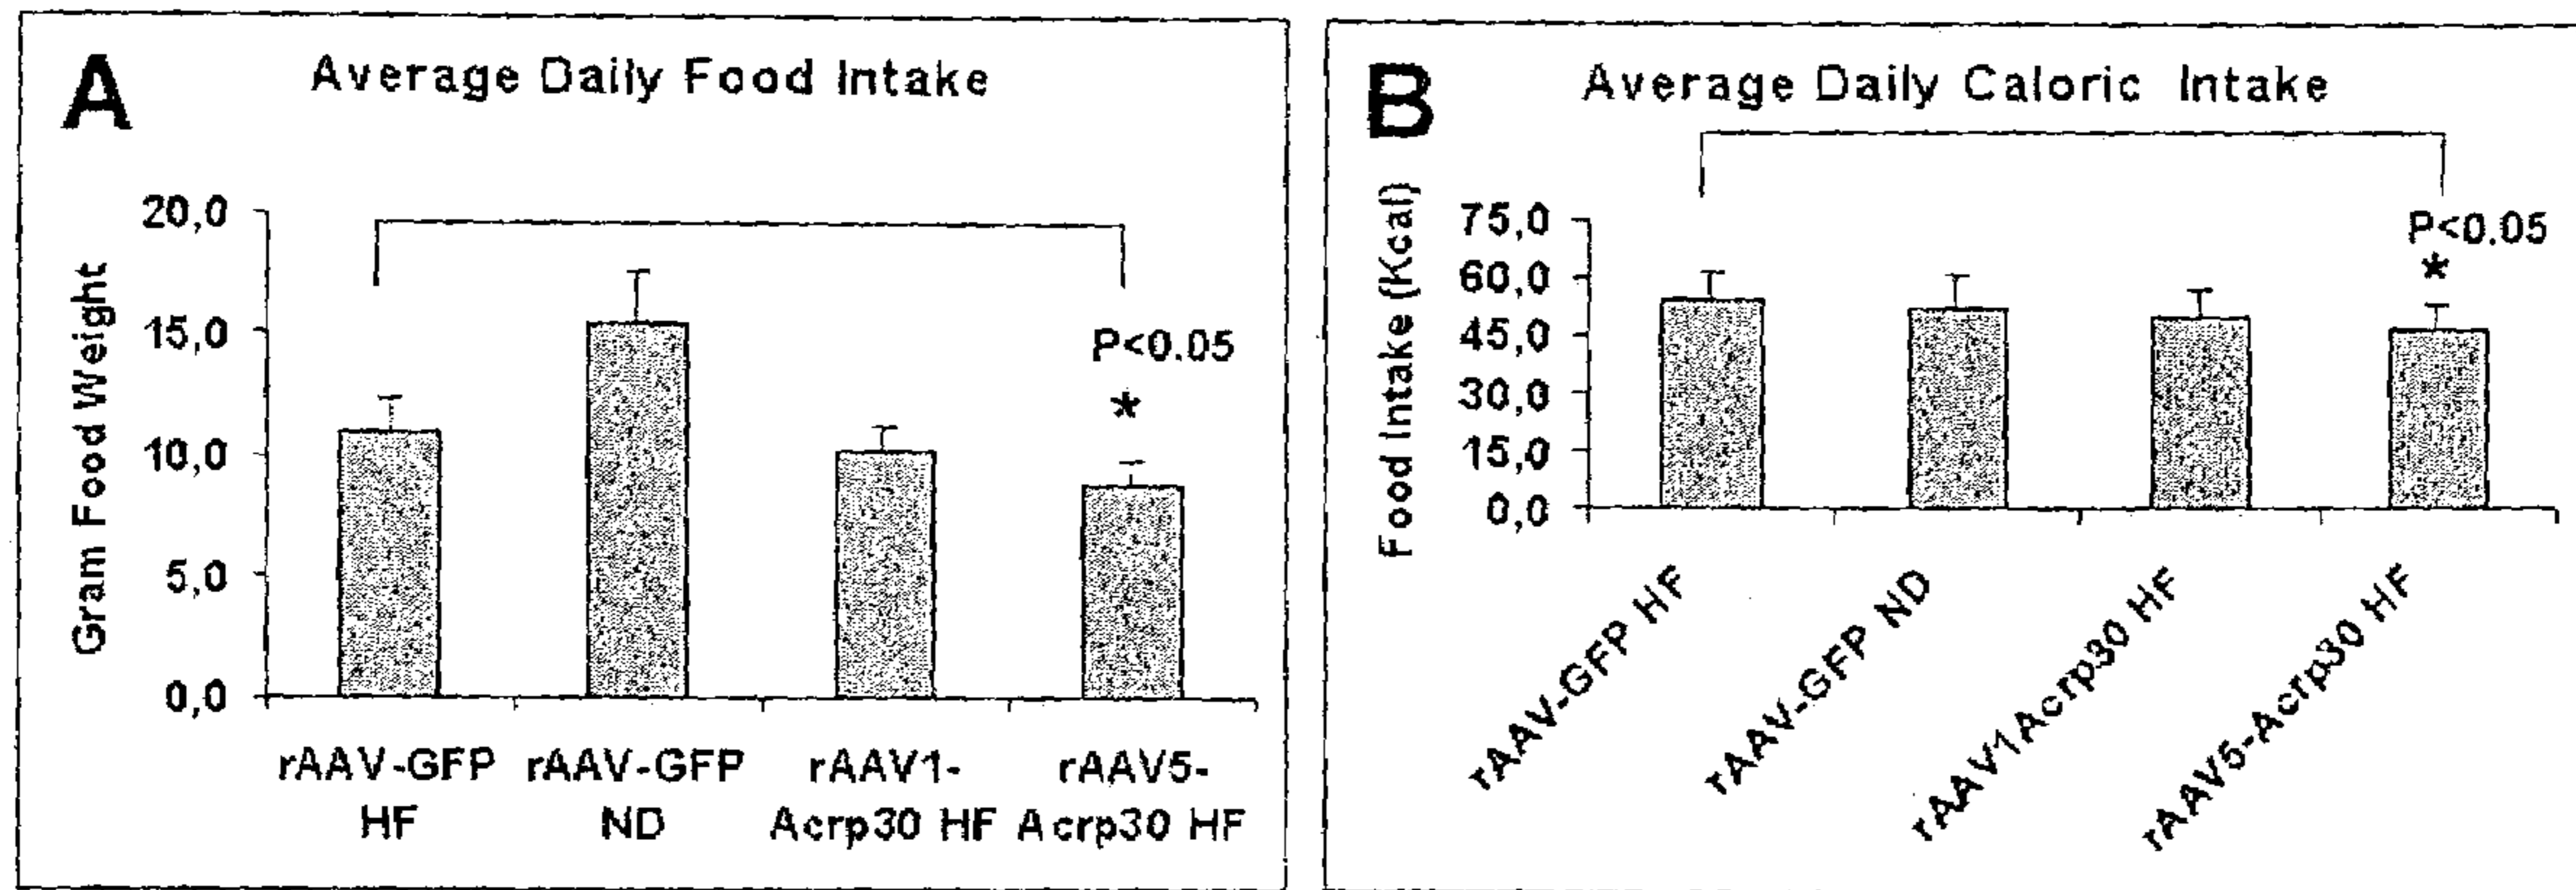 A
Average Daily Food Intake
Gram Food Weight
20,0
15,0
10,0
5,0
0,0
P<0.05
*
rAAV-GFP HF
rAAV-GFP ND
rAAV1-Acrp30 HF
rAAV5-Acrp30 HF
B
Average Daily Caloric Intake
Food Intake (Kcal)
75,0
60,0
45,0
30,0
15,0
0,0
P<0.05
*
rAAV-GFP HF
rAAV-GFP ND
rAAV1Acrp30 HF
rAAV5-Acrp30 HF